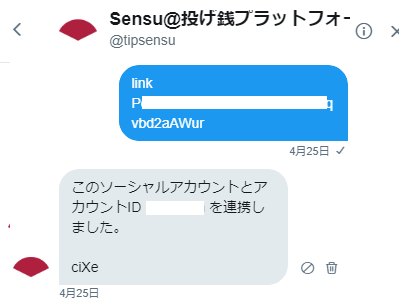 Sensu@投げ銭プラットフォー
@tipsensu
link
P
q
vbd2aAWur
4月25日
このソーシャルアカウントとア
カウントID を連携し
ました。
ciXe
4月25日